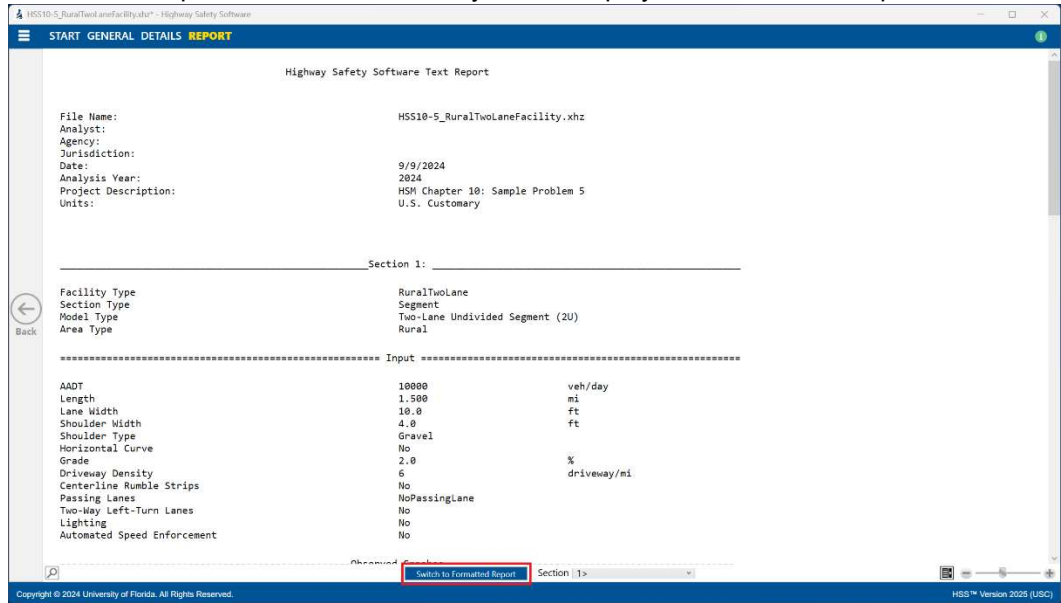 HSS10-5_RuralTwoLaneFacility.xhz* - Highway Safety Software
START GENERAL DETAILS REPORT
Highway Safety Software Text Report
File Name: HSS10-5_RuralTwoLaneFacility.xhz
Analyst:
Agency:
Jurisdiction:
Date: 9/9/2024
Analysis Year: 2024
Project Description: HSM Chapter 10: Sample Problem 5
Units: U.S. Customary
Section 1:
Facility Type RuralTwoLane
Section Type Segment
Model Type Two-Lane Undivided Segment (2U)
Area Type Rural
Input
AADT 10000 veh/day
Length 1.500 mi
Lane Width 10.0 ft
Shoulder Width 4.0 ft
Shoulder Type Gravel
Horizontal Curve No
Grade 2.0 %
Driveway Density 6 driveway/mi
Centerline Rumble Strips No
Passing Lanes NoPassingLane
Two-Way Left-Turn Lanes No
Lighting No
Automated Speed Enforcement No
Back
Switch to Formatted Report Section 1>
Copyright © 2024 University of Florida. All Rights Reserved. HSS™ Version 2025 (USC)